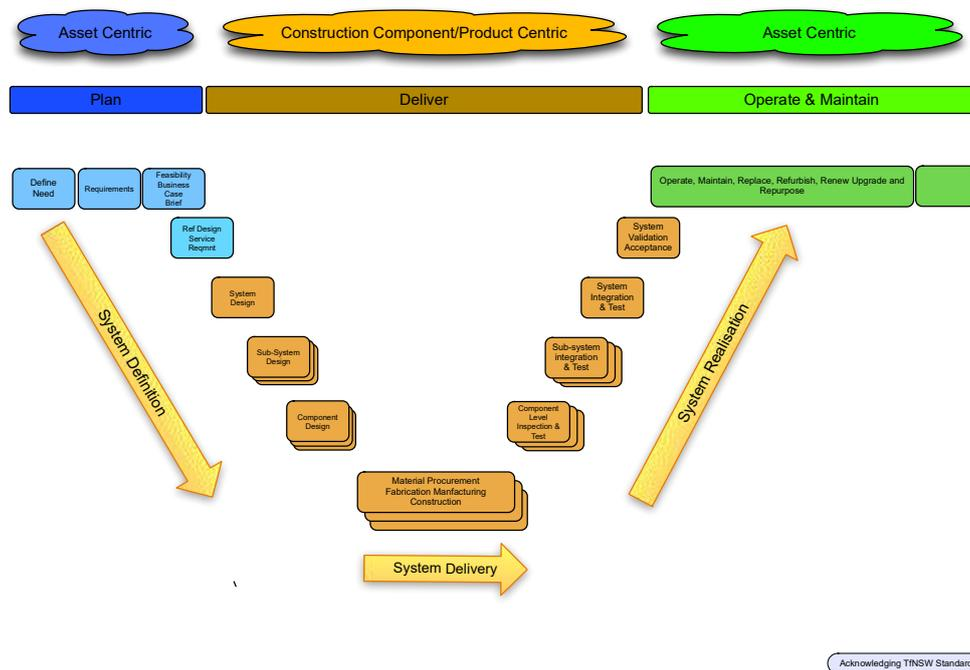 Asset Centric
Construction Component/Product Centric
Asset Centric
Plan
Deliver
Operate & Maintain
Define
Need
Requirements
Feasibility
Business
Case
Brief
Operate, Maintain, Replace, Refurbish, Renew Upgrade and
Repurpose
Ref Design
Service
Reqmnt
System
Validation
Acceptance
System
Design
System
Integration
& Test
Sub-System
Design
Sub-system
integration
& Test
Component
Design
Component
Level
Inspection &
Test
System Definition
System Realisation
Material Procurement
Fabrication Manfacturing
Construction
System Delivery
Acknowledging TfNSW Standard